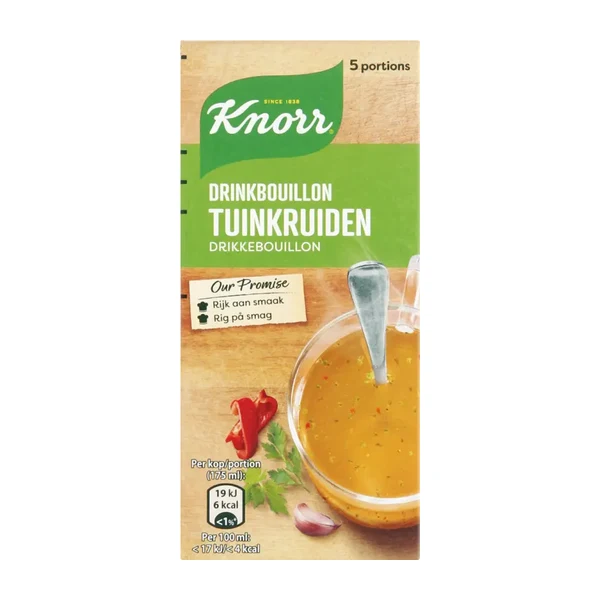 5 portions
SINCE 1838
Knorr
DRINKBOUILLON
TUINKRUIDEN
DRIKKEBOUILLON
Our Promise
Rijk aan smaak
Rig på smag
Per kop/portion
(175 ml):
19 kJ
6 kcal
<1%*
Per 100 ml:
< 17 kJ/< 4 kcal